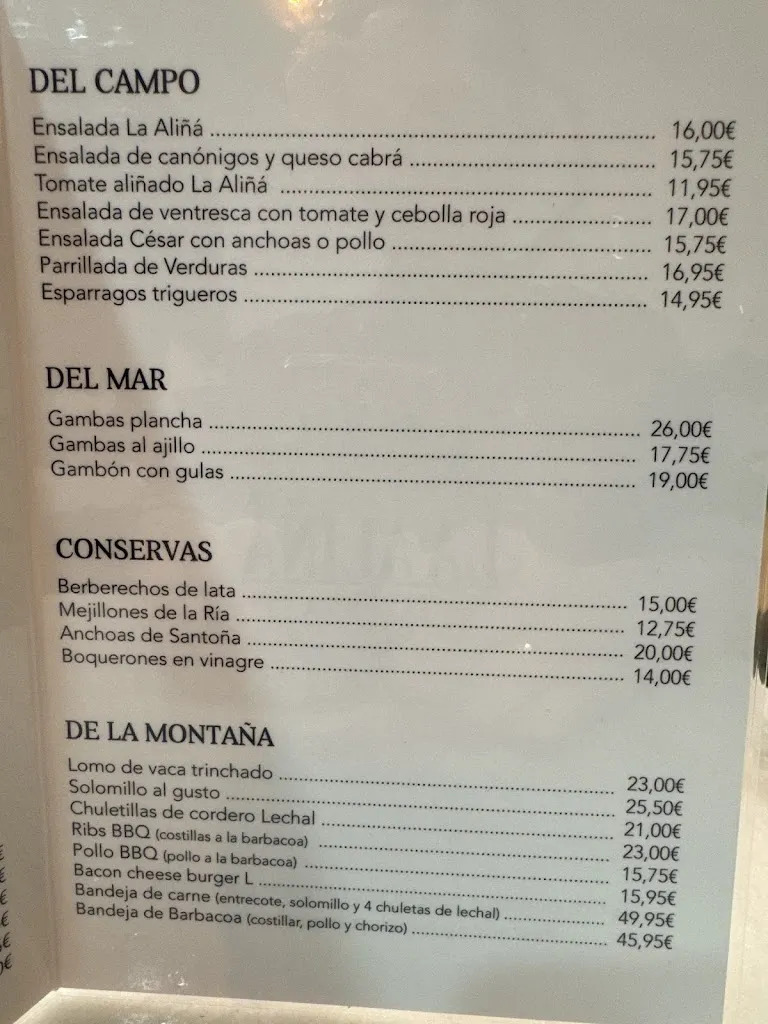 DEL CAMPO
Ensalada La Aliñá ........ 16,00€
Ensalada de canónigos y queso cabrá ........ 15,75€
Tomate aliñado La Aliñá ........ 11,95€
Ensalada de ventresca con tomate y cebolla roja ........ 17,00€
Ensalada César con anchoas o pollo ........ 15,75€
Parrillada de Verduras ........ 16,95€
Esparragos trigueros ........ 14,95€
DEL MAR
Gambas plancha ........ 26,00€
Gambas al ajillo ........ 17,75€
Gambón con gulas ........ 19,00€
CONSERVAS
Berberechos de lata ........ 15,00€
Mejillones de la Ría ........ 12,75€
Anchoas de Santoña ........ 20,00€
Boquerones en vinagre ........ 14,00€
DE LA MONTAÑA
Lomo de vaca trinchado ........ 23,00€
Solomillo al gusto ........ 25,50€
Chuletillas de cordero Lechal ........ 21,00€
Ribs BBQ (costillas a la barbacoa) ........ 23,00€
Pollo BBQ (pollo a la barbacoa) ........ 15,75€
Bacon cheese burger L ........ 15,95€
Bandeja de carne (entrecote, solomillo y 4 chuletas de lechal) ........ 49,95€
Bandeja de Barbacoa (costillar, pollo y chorizo) ........ 45,95€